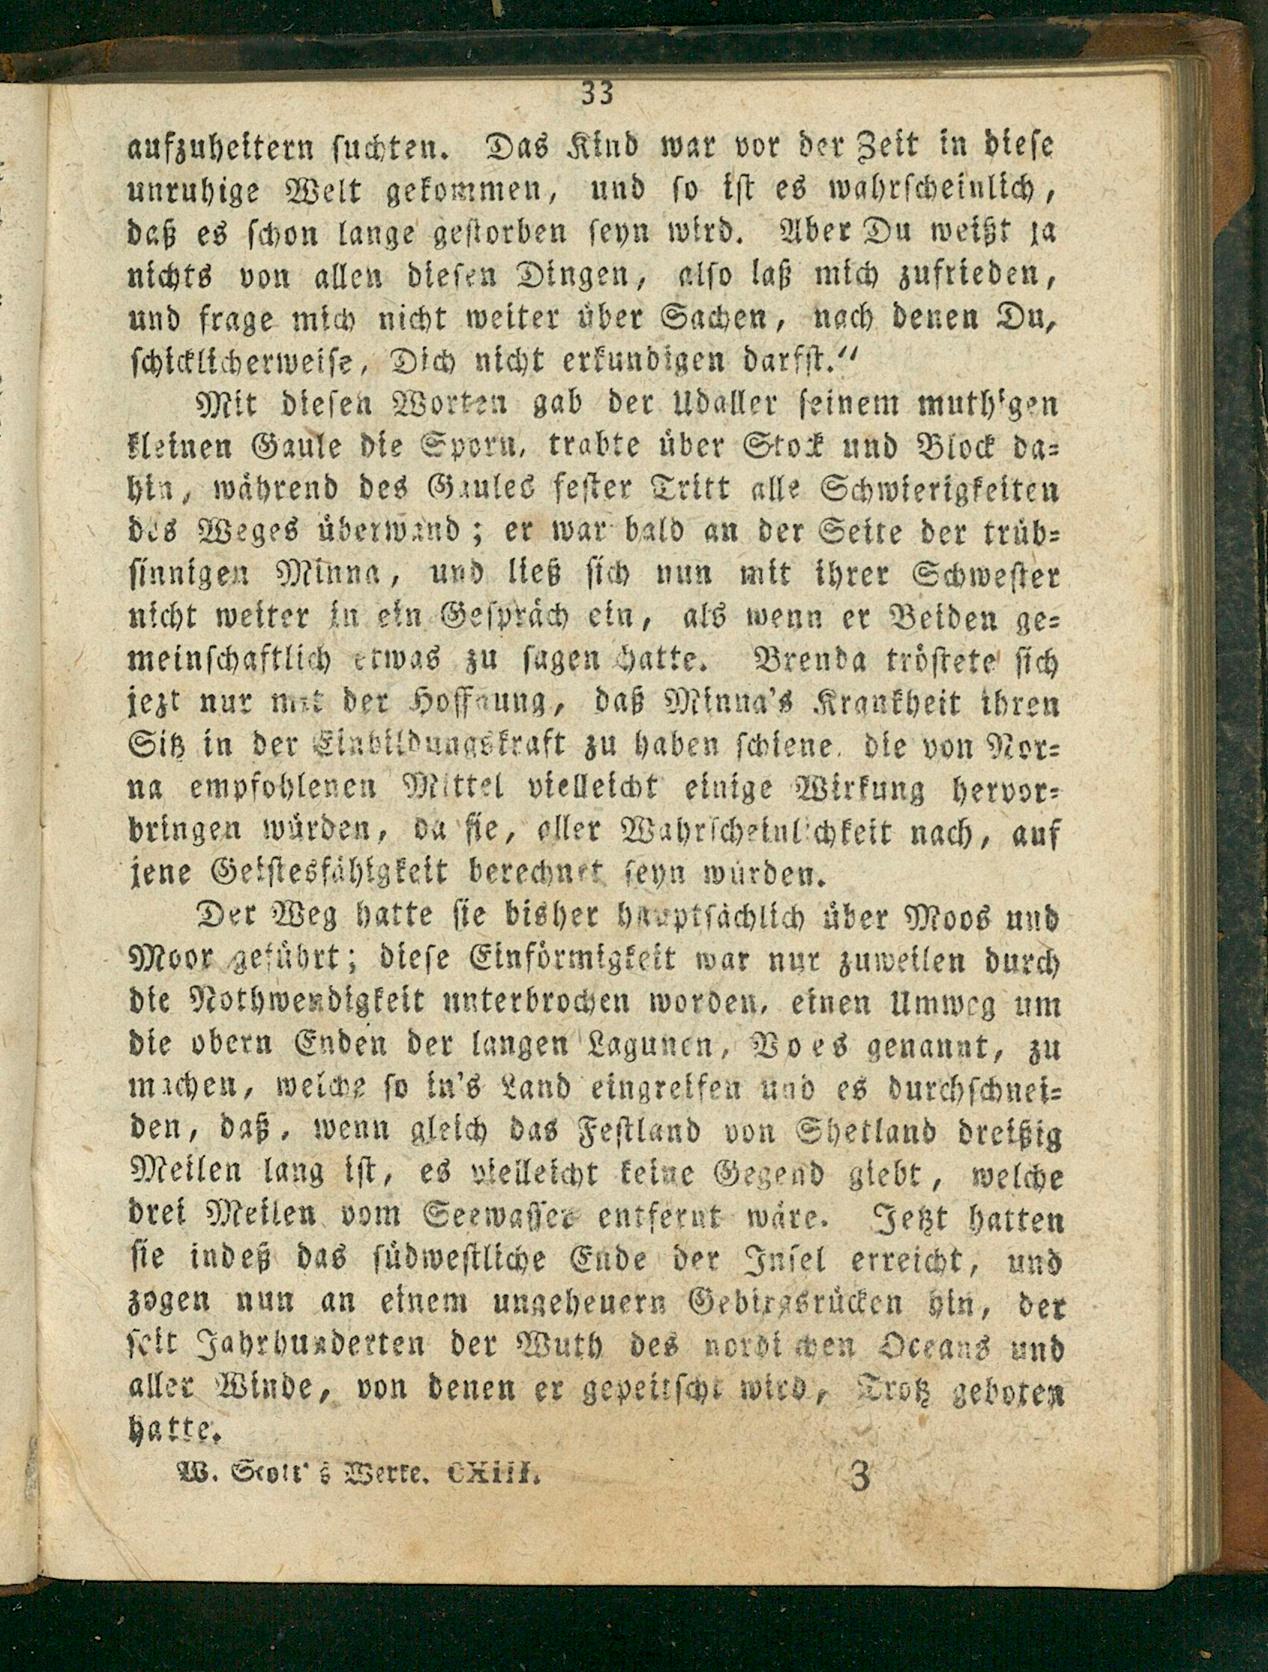 33
aufzuheitern suchten. Das Kind war vor der Zeit in diese
unruhige Welt gekommen, und so ist es wahrscheinlich,
daß es schon lange gestorben seyn wird. Aber Du weißt ja
nichts von allen diesen Dingen, also laß mich zufrieden,
und frage mich nicht weiter über Sachen, nach denen Du,
schicklicherweise, Dich nicht erkundigen darfst.“
Mit diesen Worten gab der Udaller seinem muthigen
kleinen Gaule die Sporn, trabte über Stock und Block da=
hin, während des Gaules fester Tritt alle Schwierigkeiten
des Weges überwand; er war bald an der Seite der trüb=
sinnigen Minna, und ließ sich nun mit ihrer Schwester
nicht weiter in ein Gespräch ein, als wenn er Beiden ge=
meinschaftlich etwas zu sagen hatte. Brenda tröstete sich
jezt nur mit der Hoffnung, daß Minna's Krankheit ihren
Sitz in der Einbildungskraft zu haben schiene, die von Nor=
na empfohlenen Mittel vielleicht einige Wirkung hervor=
bringen würden, da sie, aller Wahrscheinlichkeit nach, auf
jene Geistesfähigkeit berechnet seyn würden.
Der Weg hatte sie bisher hauptsächlich über Moos und
Moor geführt; diese Einförmigkeit war nur zuweilen durch
die Nothwendigkeit unterbrochen worden, einen Umweg um
die obern Enden der langen Lagunen, Voes genannt, zu
machen, welche so in's Land eingreifen und es durchschnei=
den, daß, wenn gleich das Festland von Shetland dreißig
Meilen lang ist, es vielleicht keine Gegend giebt, welche
drei Meilen vom Seewasser entfernt wäre. Jetzt hatten
sie indeß das südwestliche Ende der Insel erreicht, und
zogen nun an einem ungeheuern Gebirgsrücken hin, der
seit Jahrhunderten der Wuth des nordischen Oceans und
aller Winde, von denen er gepeitscht wird, Trotz geboten
hatte.
W. Scott's Werke. CXIII. 3